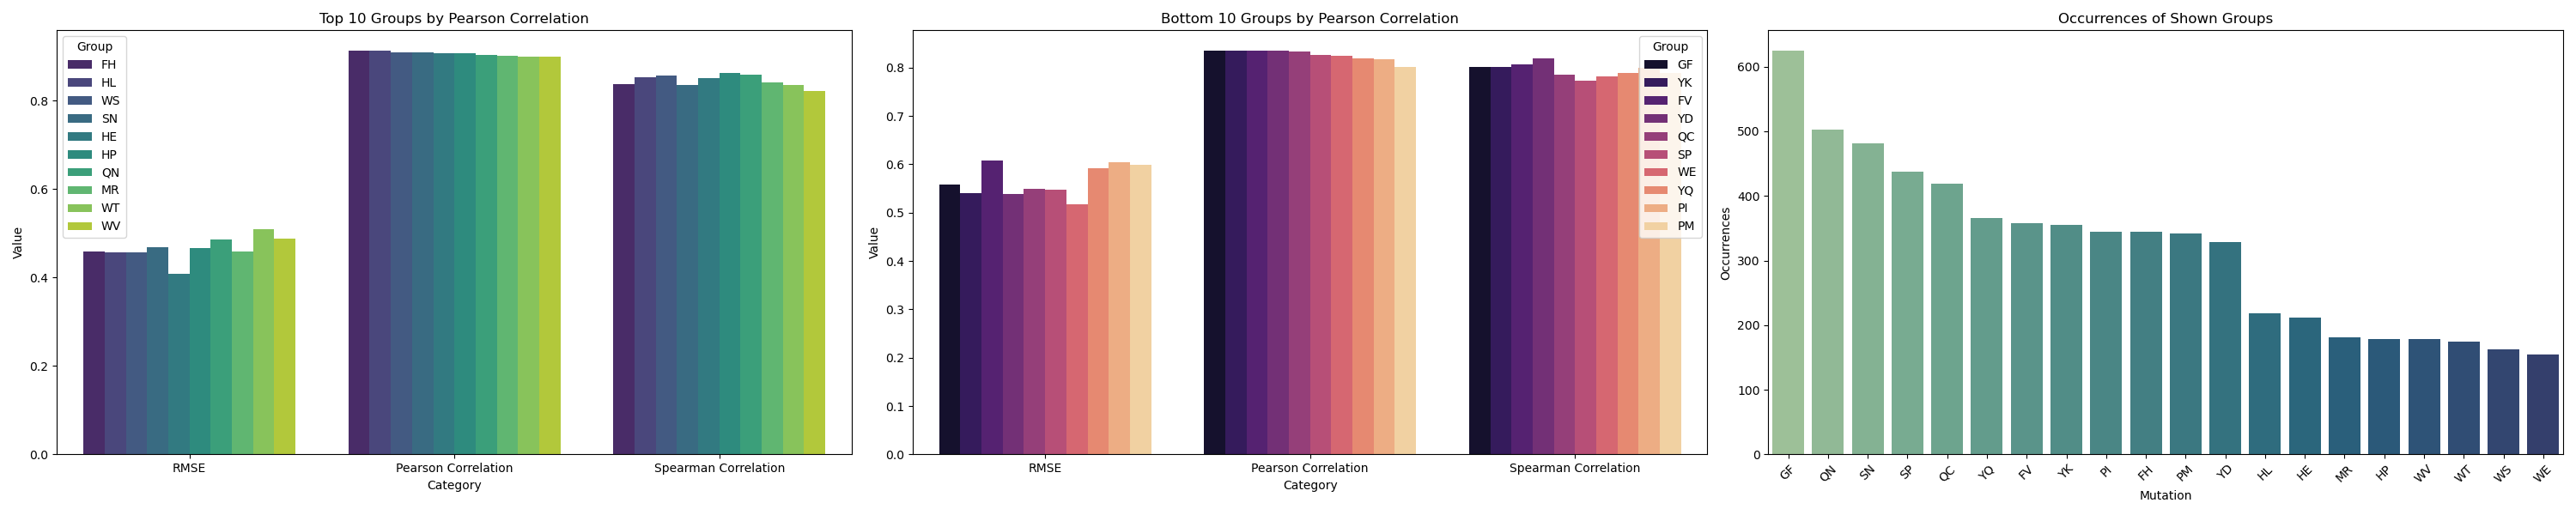 Top 10 Groups by Pearson Correlation
Group
FH
HL
WS
SN
HE
HP
QN
MR
WT
WV
Value
0.8
0.6
0.4
0.2
0.0
RMSE
Pearson Correlation
Spearman Correlation
Category
Bottom 10 Groups by Pearson Correlation
Group
GF
YK
FV
YD
QC
SP
WE
YQ
PI
PM
Value
0.8
0.7
0.6
0.5
0.4
0.3
0.2
0.1
0.0
RMSE
Pearson Correlation
Spearman Correlation
Category
Occurrences of Shown Groups
Occurrences
600
500
400
300
200
100
0
GF
QN
SN
SP
QC
YQ
FV
YK
PI
FH
PM
YD
HL
HE
MR
HP
WV
WT
WS
WE
Mutation